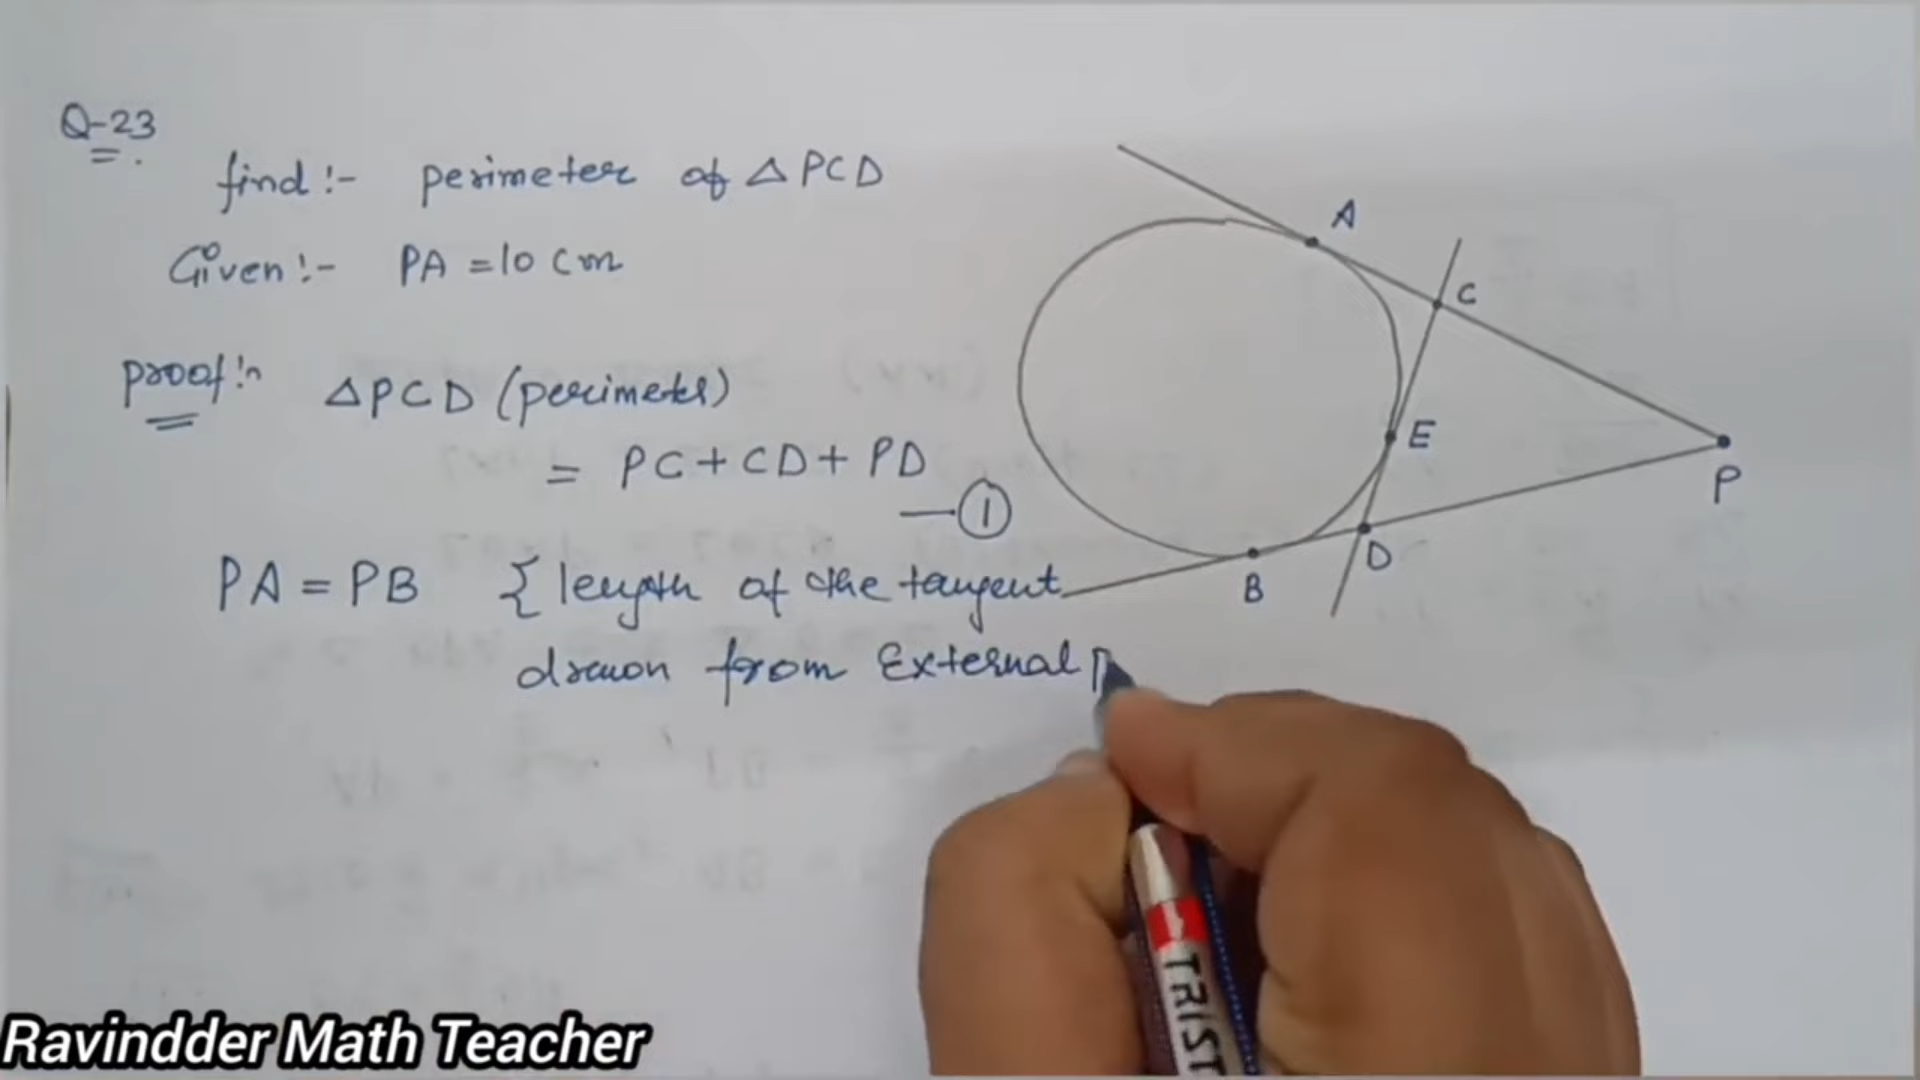 Q-23
find:- perimeter of △PCD
Given:- PA = 10 cm
proof:-
△PCD (perimeter)
= PC + CD + PD
—①
PA = PB { length of the tangent
drawon from External
A
C
E
P
D
B
TRIST
Ravindder Math Teacher